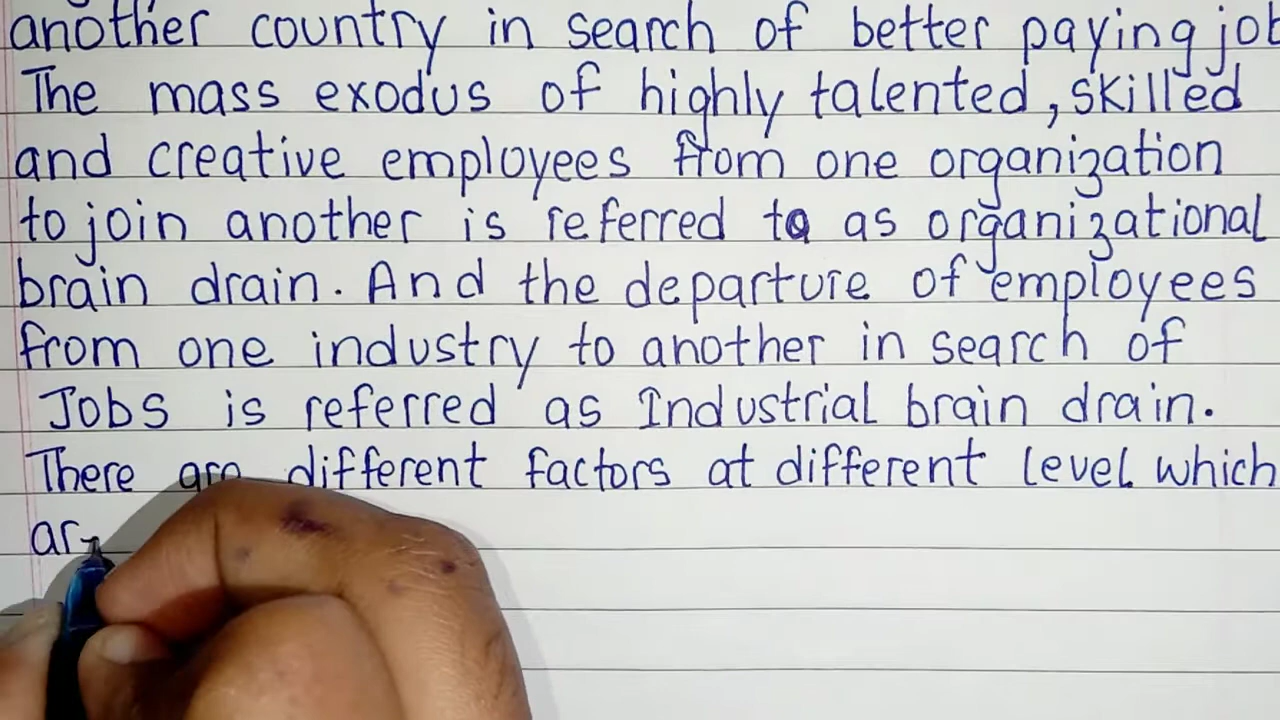 another country in search of better paying job
The mass exodus of highly talented, skilled
and creative employees from one organization
to join another is referred to as organizational
brain drain. And the departure of employees
from one industry to another in search of
Jobs is referred as Industrial brain drain.
There are different factors at different level which
ar